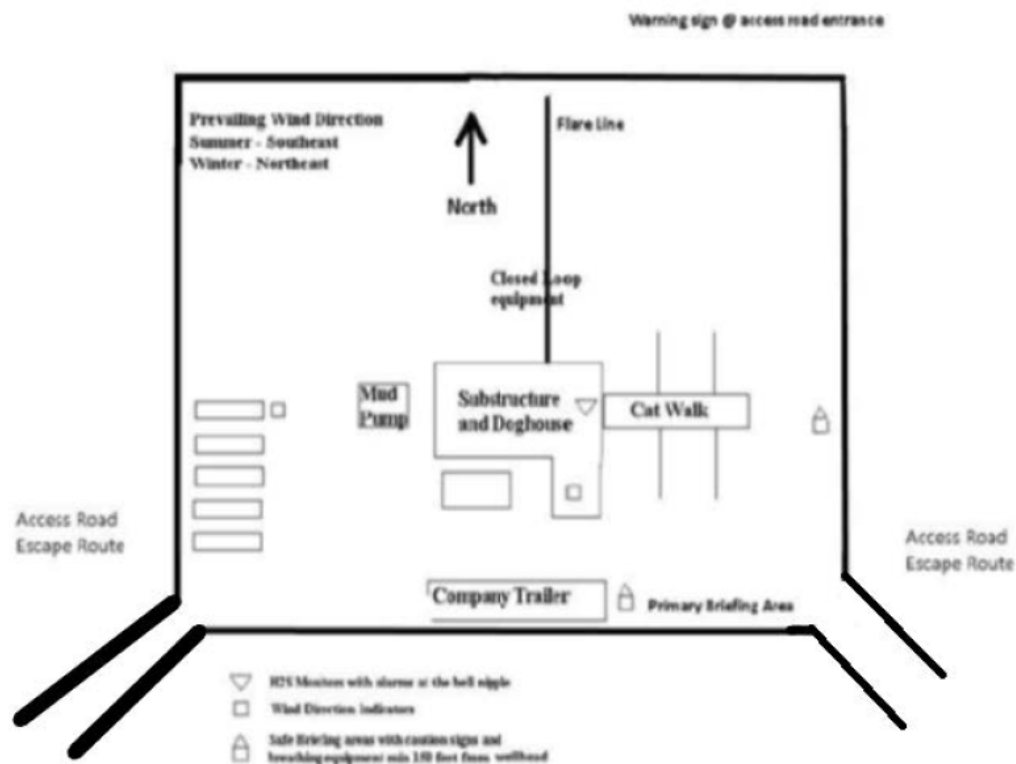 Warning sign @ access road entrance
Prevailing Wind Direction
Summer - Southeast
Winter - Northeast
Flare Line
North
Closed Loop
equipment
Mud
Pump
Substructure
and Doghouse
Cat Walk
Access Road
Escape Route
Access Road
Escape Route
Company Trailer
Primary Briefing Area
H2S Monitors with alarms at the bell nipple
Wind Direction Indicators
Safe Briefing areas with caution signs and
breathing equipment min 150 feet from wellhead